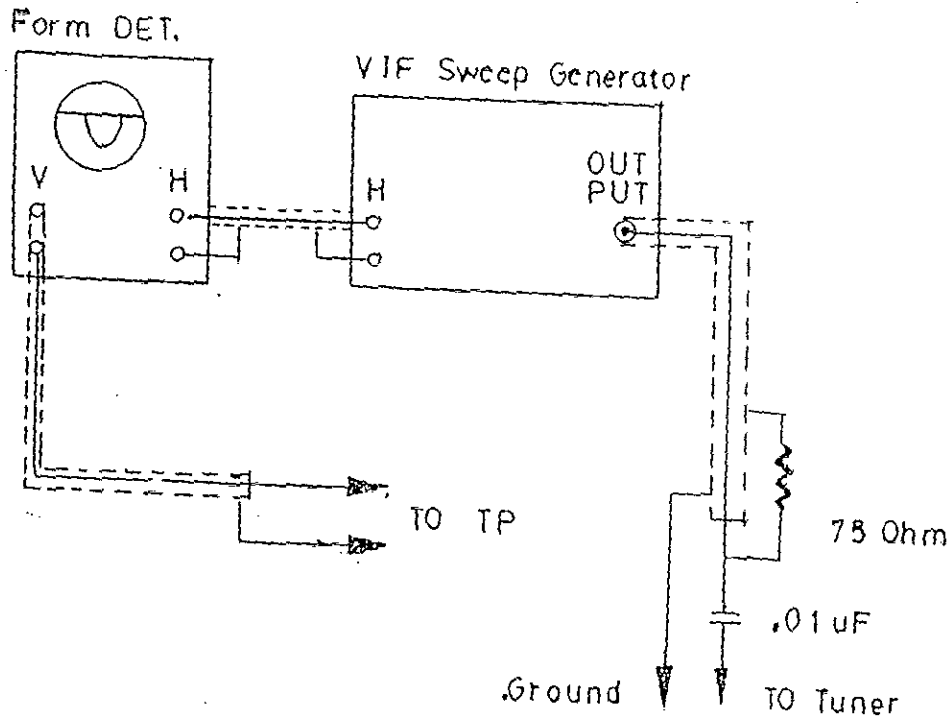 Form DET.
VIF Sweep Generator
V
H
H
OUT
PUT
TO TP
75 Ohm
.01uF
.Ground
TO Tuner